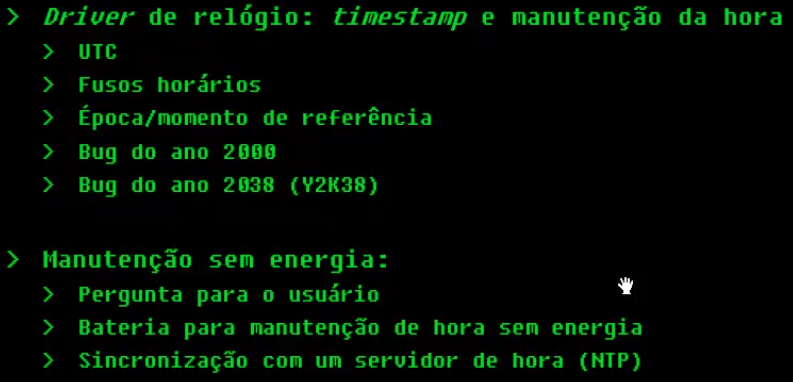 > Driver de relógio: timestamp e manutenção da hora
> UTC
> Fusos horários
> Época/momento de referência
> Bug do ano 2000
> Bug do ano 2038 (Y2K38)
> Manutenção sem energia:
> Pergunta para o usuário
> Bateria para manutenção de hora sem energia
> Sincronização com um servidor de hora (NTP)